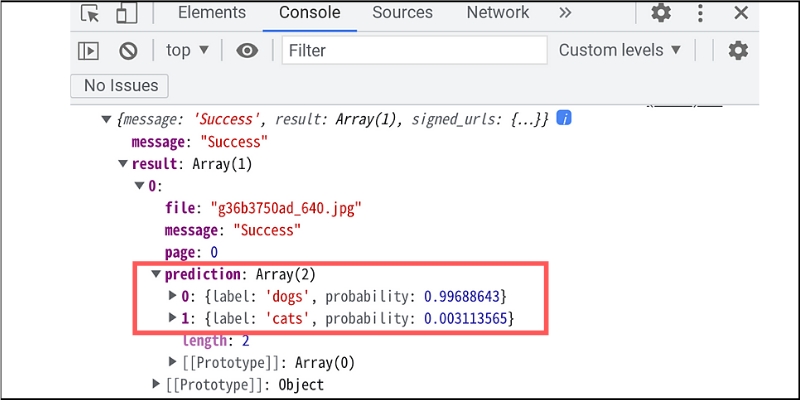 Elements Console Sources Network »
top ▼ Filter Custom levels ▼
No Issues
▼{message: 'Success', result: Array(1), signed_urls: {…}} i
message: "Success"
▼result: Array(1)
▼0:
file: "g36b3750ad_640.jpg"
message: "Success"
page: 0
▼prediction: Array(2)
▶0: {label: 'dogs', probability: 0.99688643}
▶1: {label: 'cats', probability: 0.003113565}
length: 2
▶[[Prototype]]: Array(0)
▶[[Prototype]]: Object